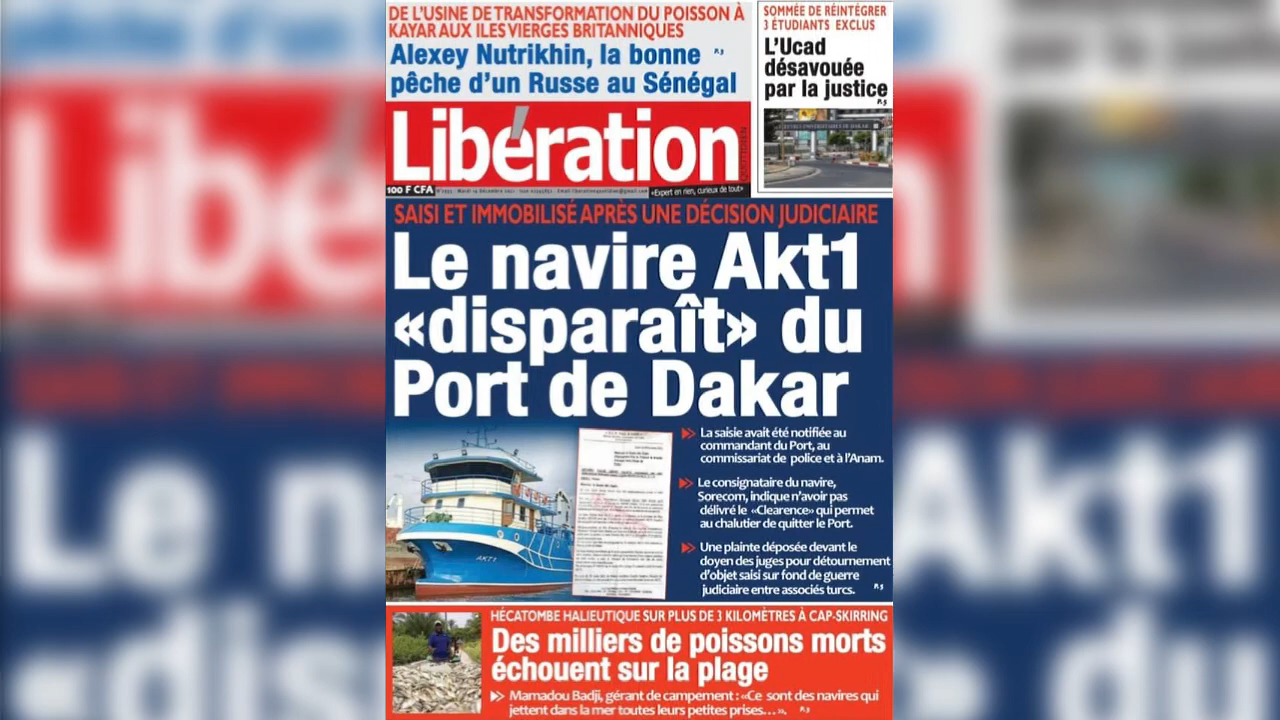 DE L'USINE DE TRANSFORMATION DU POISSON À
KAYAR AUX ILES VIERGES BRITANNIQUES
Alexey Nutrikhin, la bonne
pêche d'un Russe au Sénégal
P.3
SOMMÉE DE RÉINTÉGRER
3 ÉTUDIANTS EXCLUS
L'Ucad
désavouée
par la justice
P.5
Libération
QUOTIDIEN
100 F CFA
«Expert en rien, curieux de tout»
SAISI ET IMMOBILISÉ APRÈS UNE DÉCISION JUDICIAIRE
Le navire Akt1
«disparaît» du
Port de Dakar
AKT1
La saisie avait été notifiée au
commandant du Port, au
commissariat de police et à l'Anam.
Le consignataire du navire,
Sorecom, indique n'avoir pas
délivré le «Clearence» qui permet
au chalutier de quitter le Port.
Une plainte déposée devant le
doyen des juges pour détournement
d'objet saisi sur fond de guerre
judiciaire entre associés turcs.
P.5
HÉCATOMBE HALIEUTIQUE SUR PLUS DE 3 KILOMÈTRES À CAP-SKIRRING
Des milliers de poissons morts
échouent sur la plage
Mamadou Badji, gérant de campement : «Ce sont des navires qui
jettent dans la mer toutes leurs petites prises…».
P.3